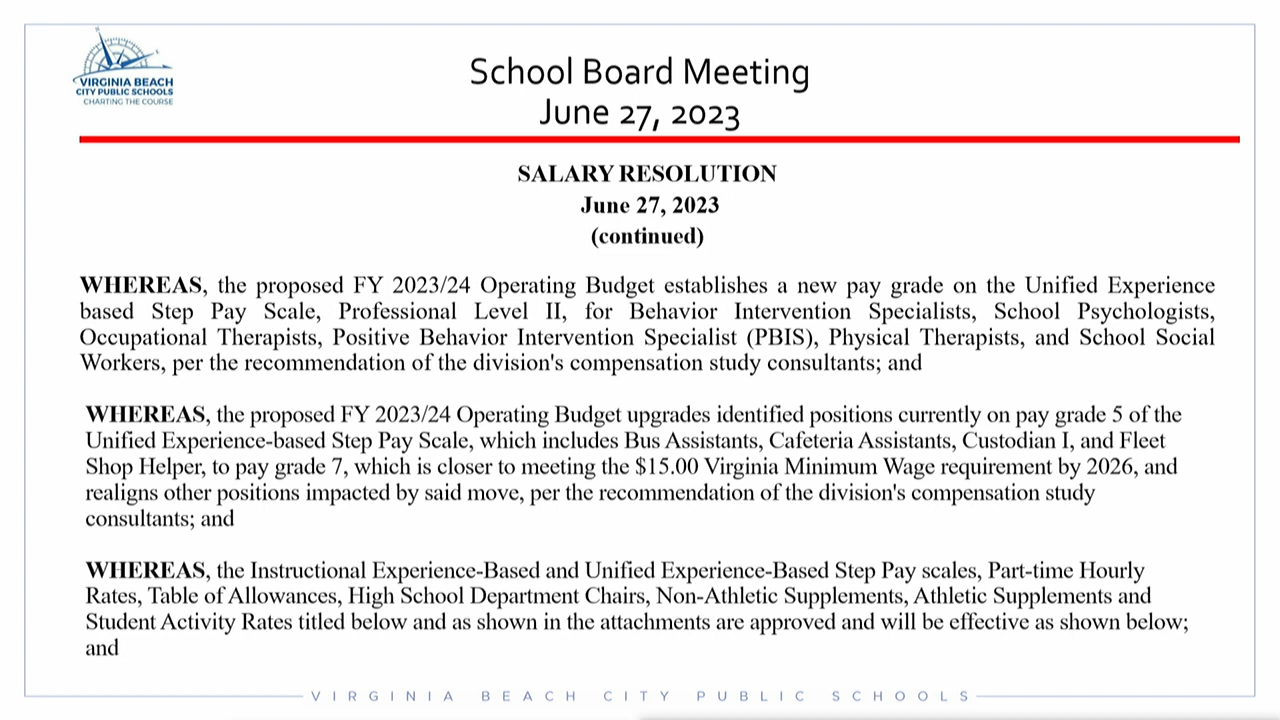 VIRGINIA BEACH
CITY PUBLIC SCHOOLS
CHARTING THE COURSE
School Board Meeting
June 27, 2023
SALARY RESOLUTION
June 27, 2023
(continued)
WHEREAS, the proposed FY 2023/24 Operating Budget establishes a new pay grade on the Unified Experience
based Step Pay Scale, Professional Level II, for Behavior Intervention Specialists, School Psychologists,
Occupational Therapists, Positive Behavior Intervention Specialist (PBIS), Physical Therapists, and School Social
Workers, per the recommendation of the division's compensation study consultants; and
WHEREAS, the proposed FY 2023/24 Operating Budget upgrades identified positions currently on pay grade 5 of the
Unified Experience-based Step Pay Scale, which includes Bus Assistants, Cafeteria Assistants, Custodian I, and Fleet
Shop Helper, to pay grade 7, which is closer to meeting the $15.00 Virginia Minimum Wage requirement by 2026, and
realigns other positions impacted by said move, per the recommendation of the division's compensation study
consultants; and
WHEREAS, the Instructional Experience-Based and Unified Experience-Based Step Pay scales, Part-time Hourly
Rates, Table of Allowances, High School Department Chairs, Non-Athletic Supplements, Athletic Supplements and
Student Activity Rates titled below and as shown in the attachments are approved and will be effective as shown below;
and
VIRGINIA BEACH CITY PUBLIC SCHOOLS